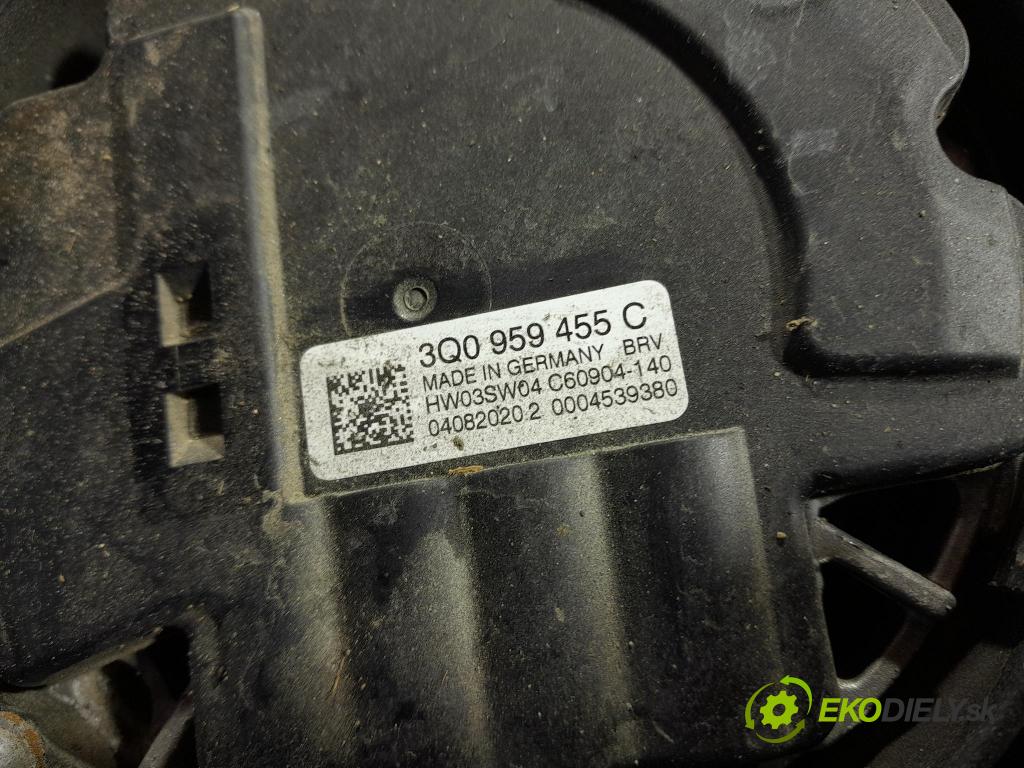 3Q0 959 455 C
MADE IN GERMANY BRV
HW03SW04 C60904-140
04082020.2 0004539380
EKODIELY.sk